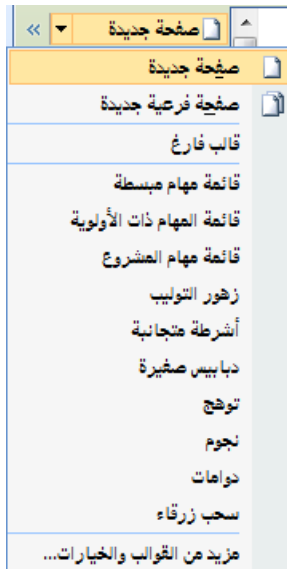 صفحة جديدة
صفحة جديدة
صفحة فرعية جديدة
قالب فارغ
قائمة مهام مبسطة
قائمة المهام ذات الأولوية
قائمة مهام المشروع
زهور التوليب
أشرطة متجانبة
دبابيس صغيرة
توهج
نجوم
دوامات
سحب زرقاء
مزيد من القوالب والخيارات...